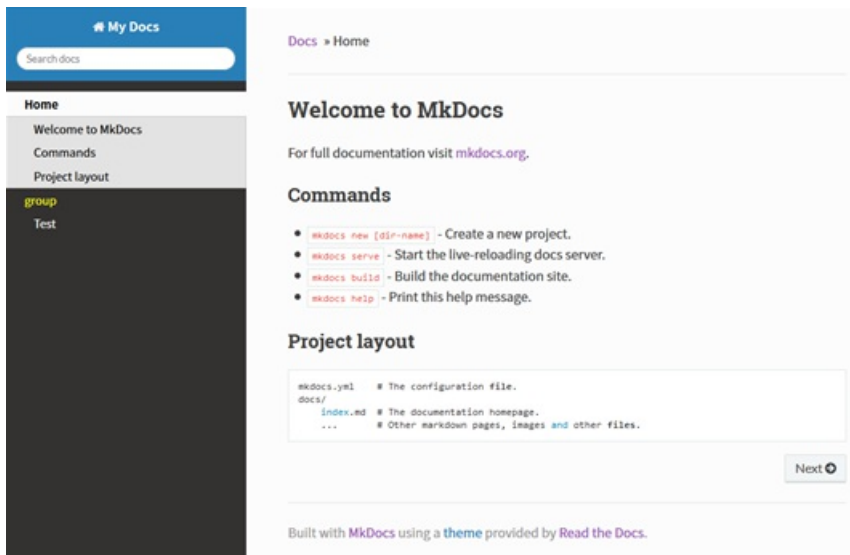 My Docs
Search docs
Home
Welcome to MkDocs
Commands
Project layout
group
Test
Docs » Home
Welcome to MkDocs
For full documentation visit mkdocs.org.
Commands
mkdocs new [dir-name] - Create a new project.
mkdocs serve - Start the live-reloading docs server.
mkdocs build - Build the documentation site.
mkdocs help - Print this help message.
Project layout
mkdocs.yml    # The configuration file.
docs/
    index.md  # The documentation homepage.
    ...       # Other markdown pages, images and other files.
Next
Built with MkDocs using a theme provided by Read the Docs.